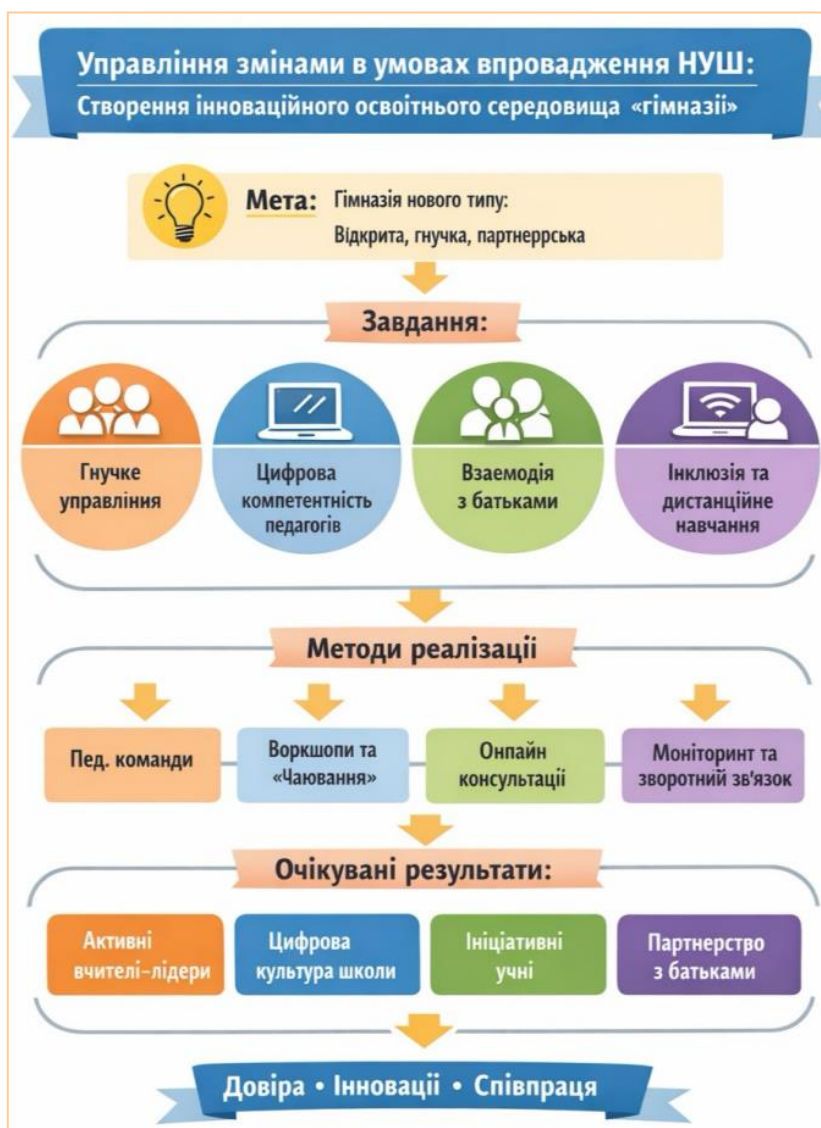 Управління змінами в умовах впровадження НУШ:
Створення інноваційного освітнього середовища «гімназії»
Мета: Гімназія нового типу:
Відкрита, гнучка, партнеррська
Завдання:
Гнучке
управління
Цифрова
компетентність
педагогів
Взаємодія
з батьками
Інклюзія та
дистанційне
навчання
Методи реалізації
Пед. команди
Воркшопи та
«Чаювання»
Онпайн
консультації
Моніторинт та
зворотний зв'язок
Очікувані результати:
Активні
вчителі-лідери
Цифрова
культура школи
Ініціативні
учні
Партнерство
з батьками
Довіра • Інновації • Співпраця